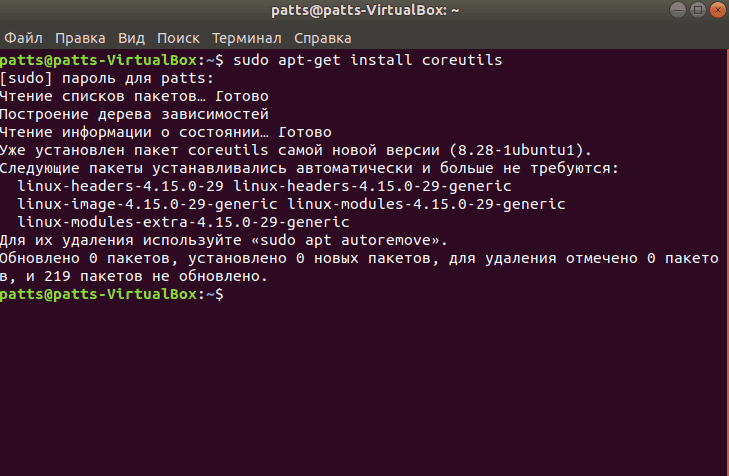 patts@patts-VirtualBox: ~
Файл Правка Вид Поиск Терминал Справка
patts@patts-VirtualBox:~$ sudo apt-get install coreutils
[sudo] пароль для patts:
Чтение списков пакетов… Готово
Построение дерева зависимостей
Чтение информации о состоянии… Готово
Уже установлен пакет coreutils самой новой версии (8.28-1ubuntu1).
Следующие пакеты устанавливались автоматически и больше не требуются:
  linux-headers-4.15.0-29 linux-headers-4.15.0-29-generic
  linux-image-4.15.0-29-generic linux-modules-4.15.0-29-generic
  linux-modules-extra-4.15.0-29-generic
Для их удаления используйте «sudo apt autoremove».
Обновлено 0 пакетов, установлено 0 новых пакетов, для удаления отмечено 0 пакето
в, и 219 пакетов не обновлено.
patts@patts-VirtualBox:~$